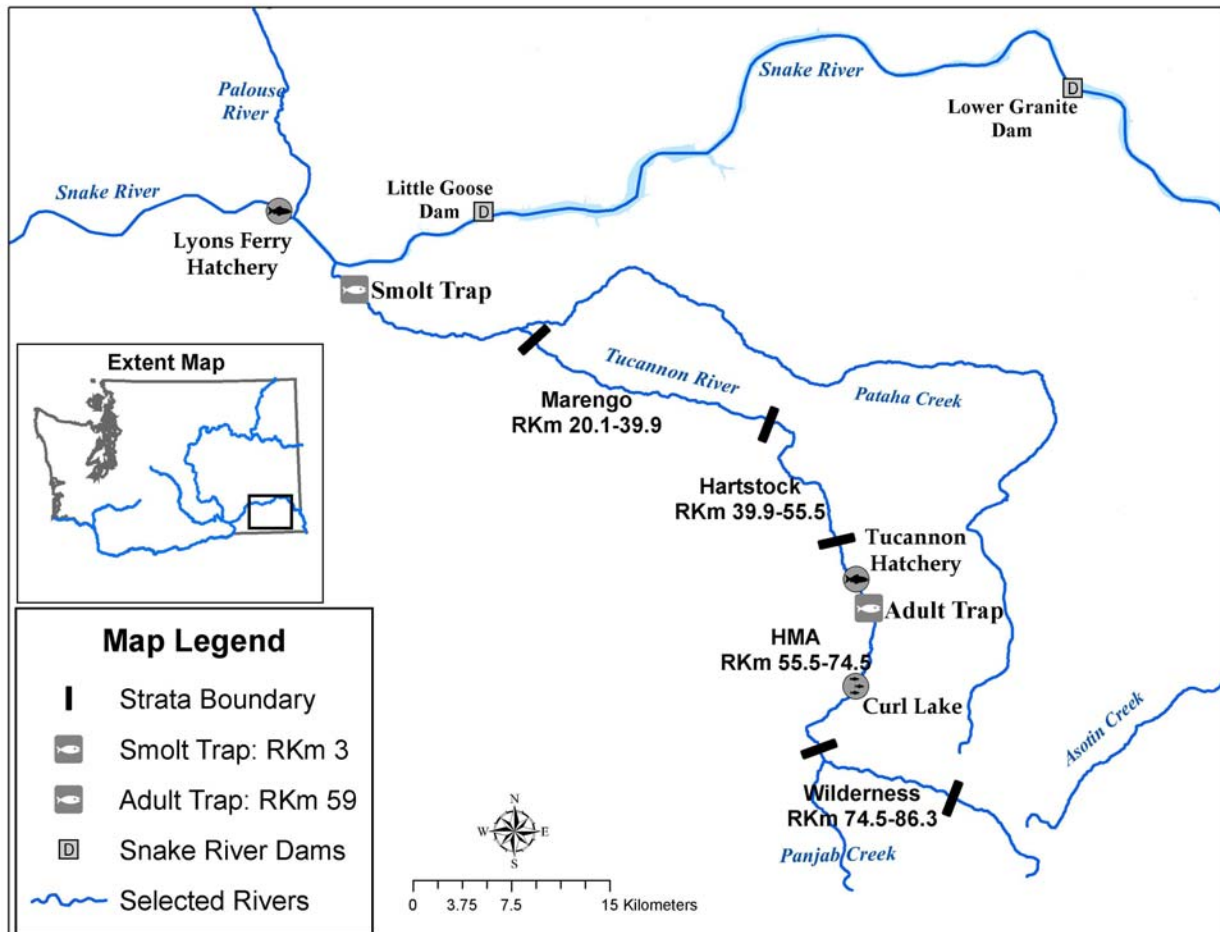 Palouse
River
Snake River
Lower Granite
Dam
D
Snake River
Little Goose
Dam
D
Lyons Ferry
Hatchery
Smolt Trap
Extent Map
Tucannon River
Marengo
RKm 20.1-39.9
Pataha Creek
Hartstock
RKm 39.9-55.5
Tucannon
Hatchery
Adult Trap
HMA
RKm 55.5-74.5
Curl Lake
Asotin Creek
Wilderness
RKm 74.5-86.3
Panjab Creek
Map Legend
Strata Boundary
Smolt Trap: RKm 3
Adult Trap: RKm 59
D Snake River Dams
Selected Rivers
N
W E
S
0 3.75 7.5 15 Kilometers